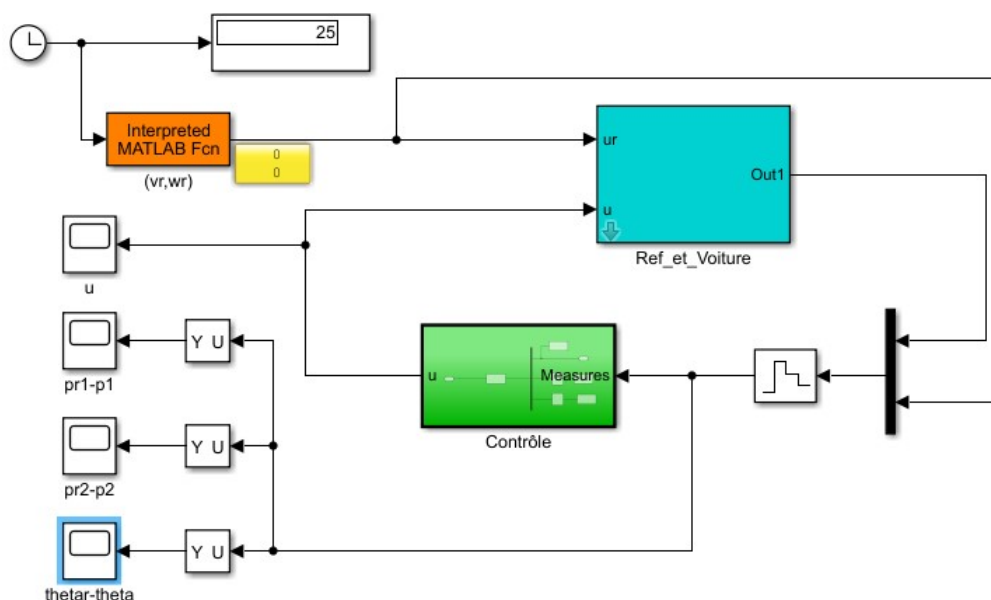 25
Interpreted
MATLAB Fcn
(vr,wr)
0
0
ur
u
Out1
Ref_et_Voiture
u
Y U
pr1-p1
u
Measures
Contrôle
Y U
pr2-p2
Y U
thetar-theta